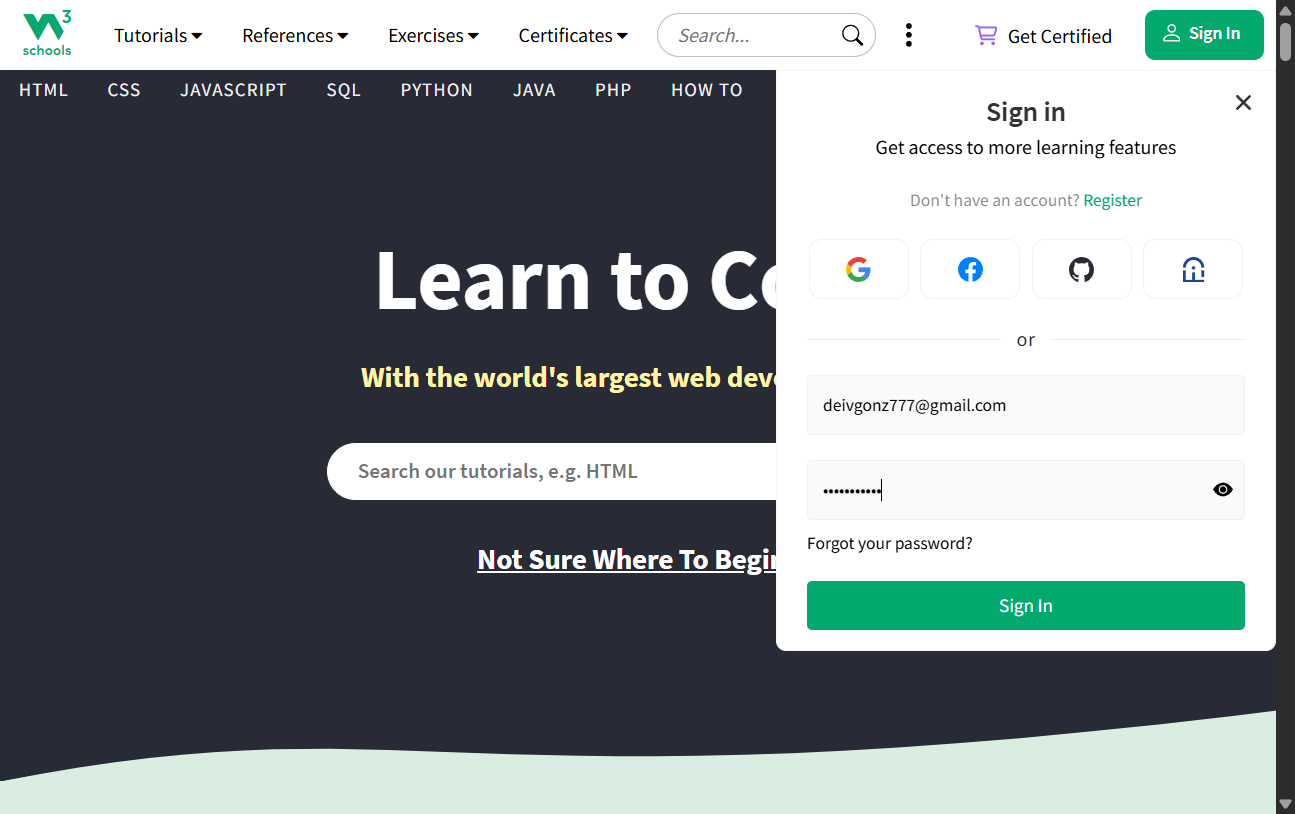 3
schools
Tutorials References Exercises Certificates Search... Get Certified Sign In
HTML CSS JAVASCRIPT SQL PYTHON JAVA PHP HOW TO
Sign in
Get access to more learning features
Don't have an account? Register
Learn to Co
or
With the world's largest web deve
deivgonz777@gmail.com
Search our tutorials, e.g. HTML
•••••••••••
Forgot your password?
Not Sure Where To Begin
Sign In